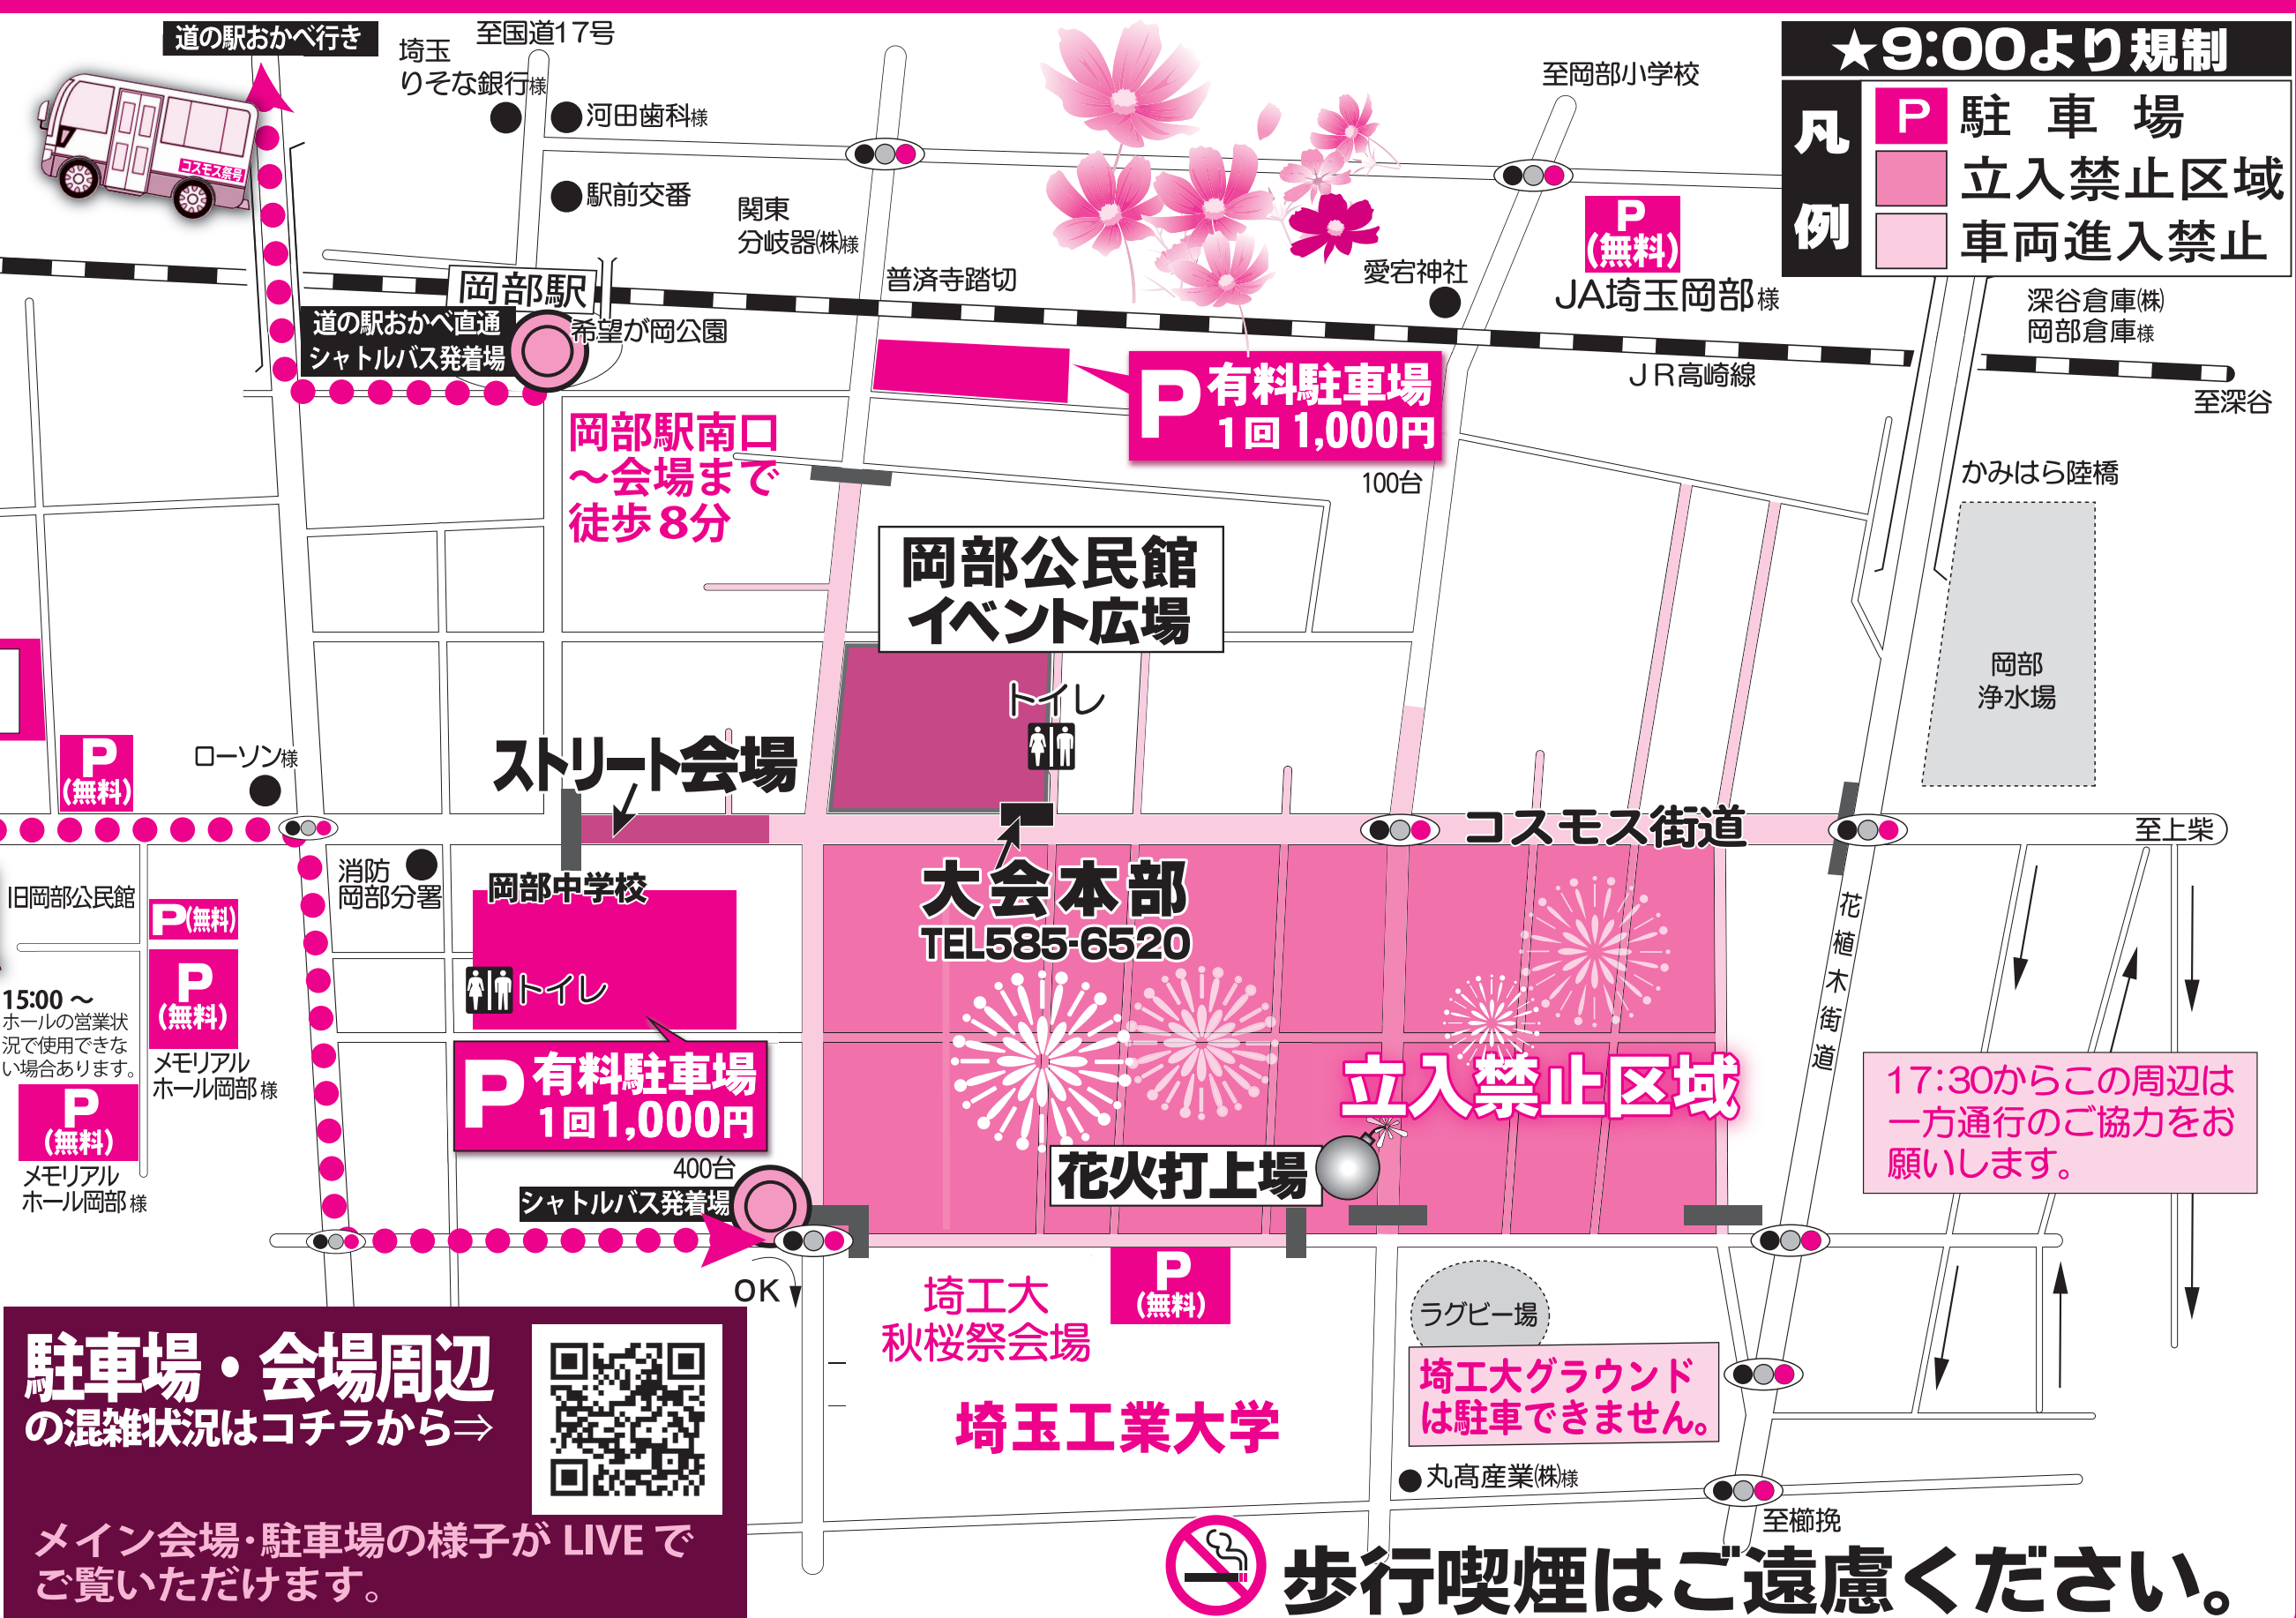 道の駅おかべ行き
至国道17号
埼玉
りそな銀行様
河田歯科様
駅前交番
関東
分岐器㈱様
コスモス祭号
至岡部小学校
★9:00より規制
凡例
P 駐車場
立入禁止区域
車両進入禁止
P
(無料)
JA埼玉岡部様
愛宕神社
普済寺踏切
岡部駅
希望が岡公園
道の駅おかべ直通
シャトルバス発着場
深谷倉庫㈱
岡部倉庫様
JR高崎線
至深谷
P 有料駐車場
1回 1,000円
100台
岡部駅南口
～会場まで
徒歩8分
かみはら陸橋
岡部公民館
イベント広場
岡部
浄水場
トイレ
ストリート会場
P
(無料)
ローソン様
コスモス街道
至上柴
大会本部
TEL585-6520
消防
岡部分署
岡部中学校
旧岡部公民館
P(無料)
P
(無料)
メモリアル
ホール岡部様
15:00～
ホールの営業状
況で使用できな
い場合あります。
P
(無料)
メモリアル
ホール岡部様
トイレ
P 有料駐車場
1回1,000円
400台
シャトルバス発着場
花植木街道
立入禁止区域
花火打上場
17:30からこの周辺は
一方通行のご協力をお
願いします。
OK
埼工大
秋桜祭会場
P
(無料)
埼玉工業大学
ラグビー場
埼工大グラウンド
は駐車できません。
丸髙産業㈱様
至櫛挽
駐車場・会場周辺
の混雑状況はコチラから⇒
メイン会場・駐車場の様子が LIVE で
ご覧いただけます。
歩行喫煙はご遠慮ください。